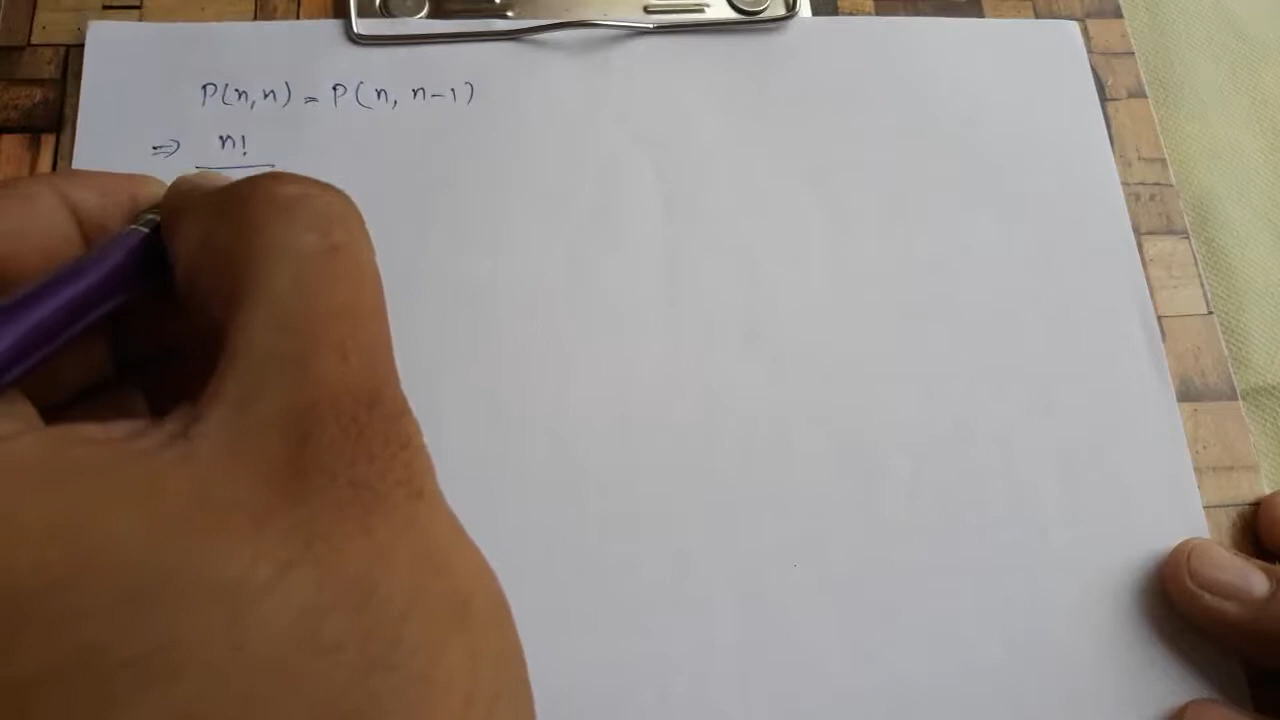 P(n,n) = P(n, n-1)
⇒ n!